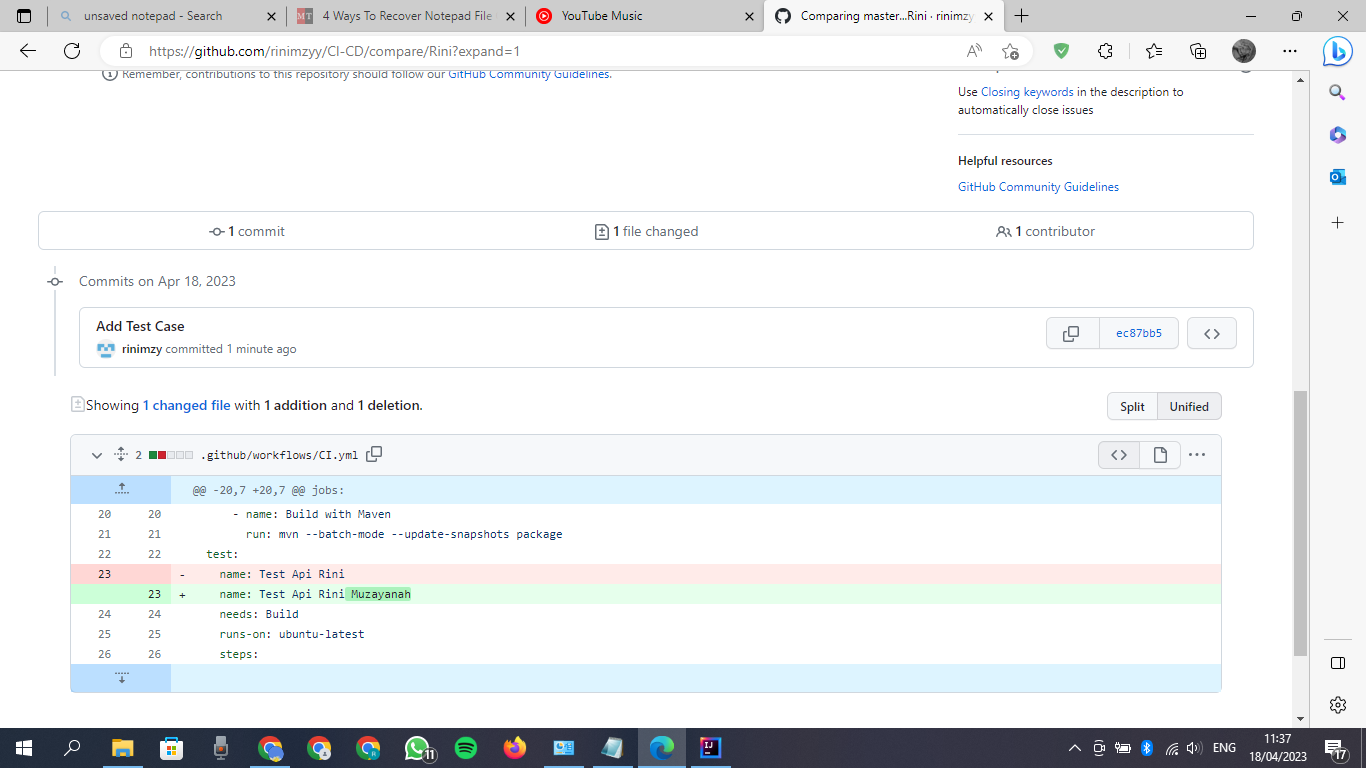 unsaved notepad - Search
4 Ways To Recover Notepad File
YouTube Music
Comparing master...Rini · rinimzy
https://github.com/rinimzyy/CI-CD/compare/Rini?expand=1
Remember, contributions to this repository should follow our GitHub Community Guidelines.
Use Closing keywords in the description to
automatically close issues
Helpful resources
GitHub Community Guidelines
1 commit
1 file changed
1 contributor
Commits on Apr 18, 2023
Add Test Case
rinimzy committed 1 minute ago
ec87bb5
Showing 1 changed file with 1 addition and 1 deletion.
Split
Unified
2 .github/workflows/CI.yml
@@ -20,7 +20,7 @@ jobs:
20 20 - name: Build with Maven
21 21 run: mvn --batch-mode --update-snapshots package
22 22 test:
23 - name: Test Api Rini
23 + name: Test Api Rini Muzayanah
24 24 needs: Build
25 25 runs-on: ubuntu-latest
26 26 steps:
11
ENG
11:37
18/04/2023
17